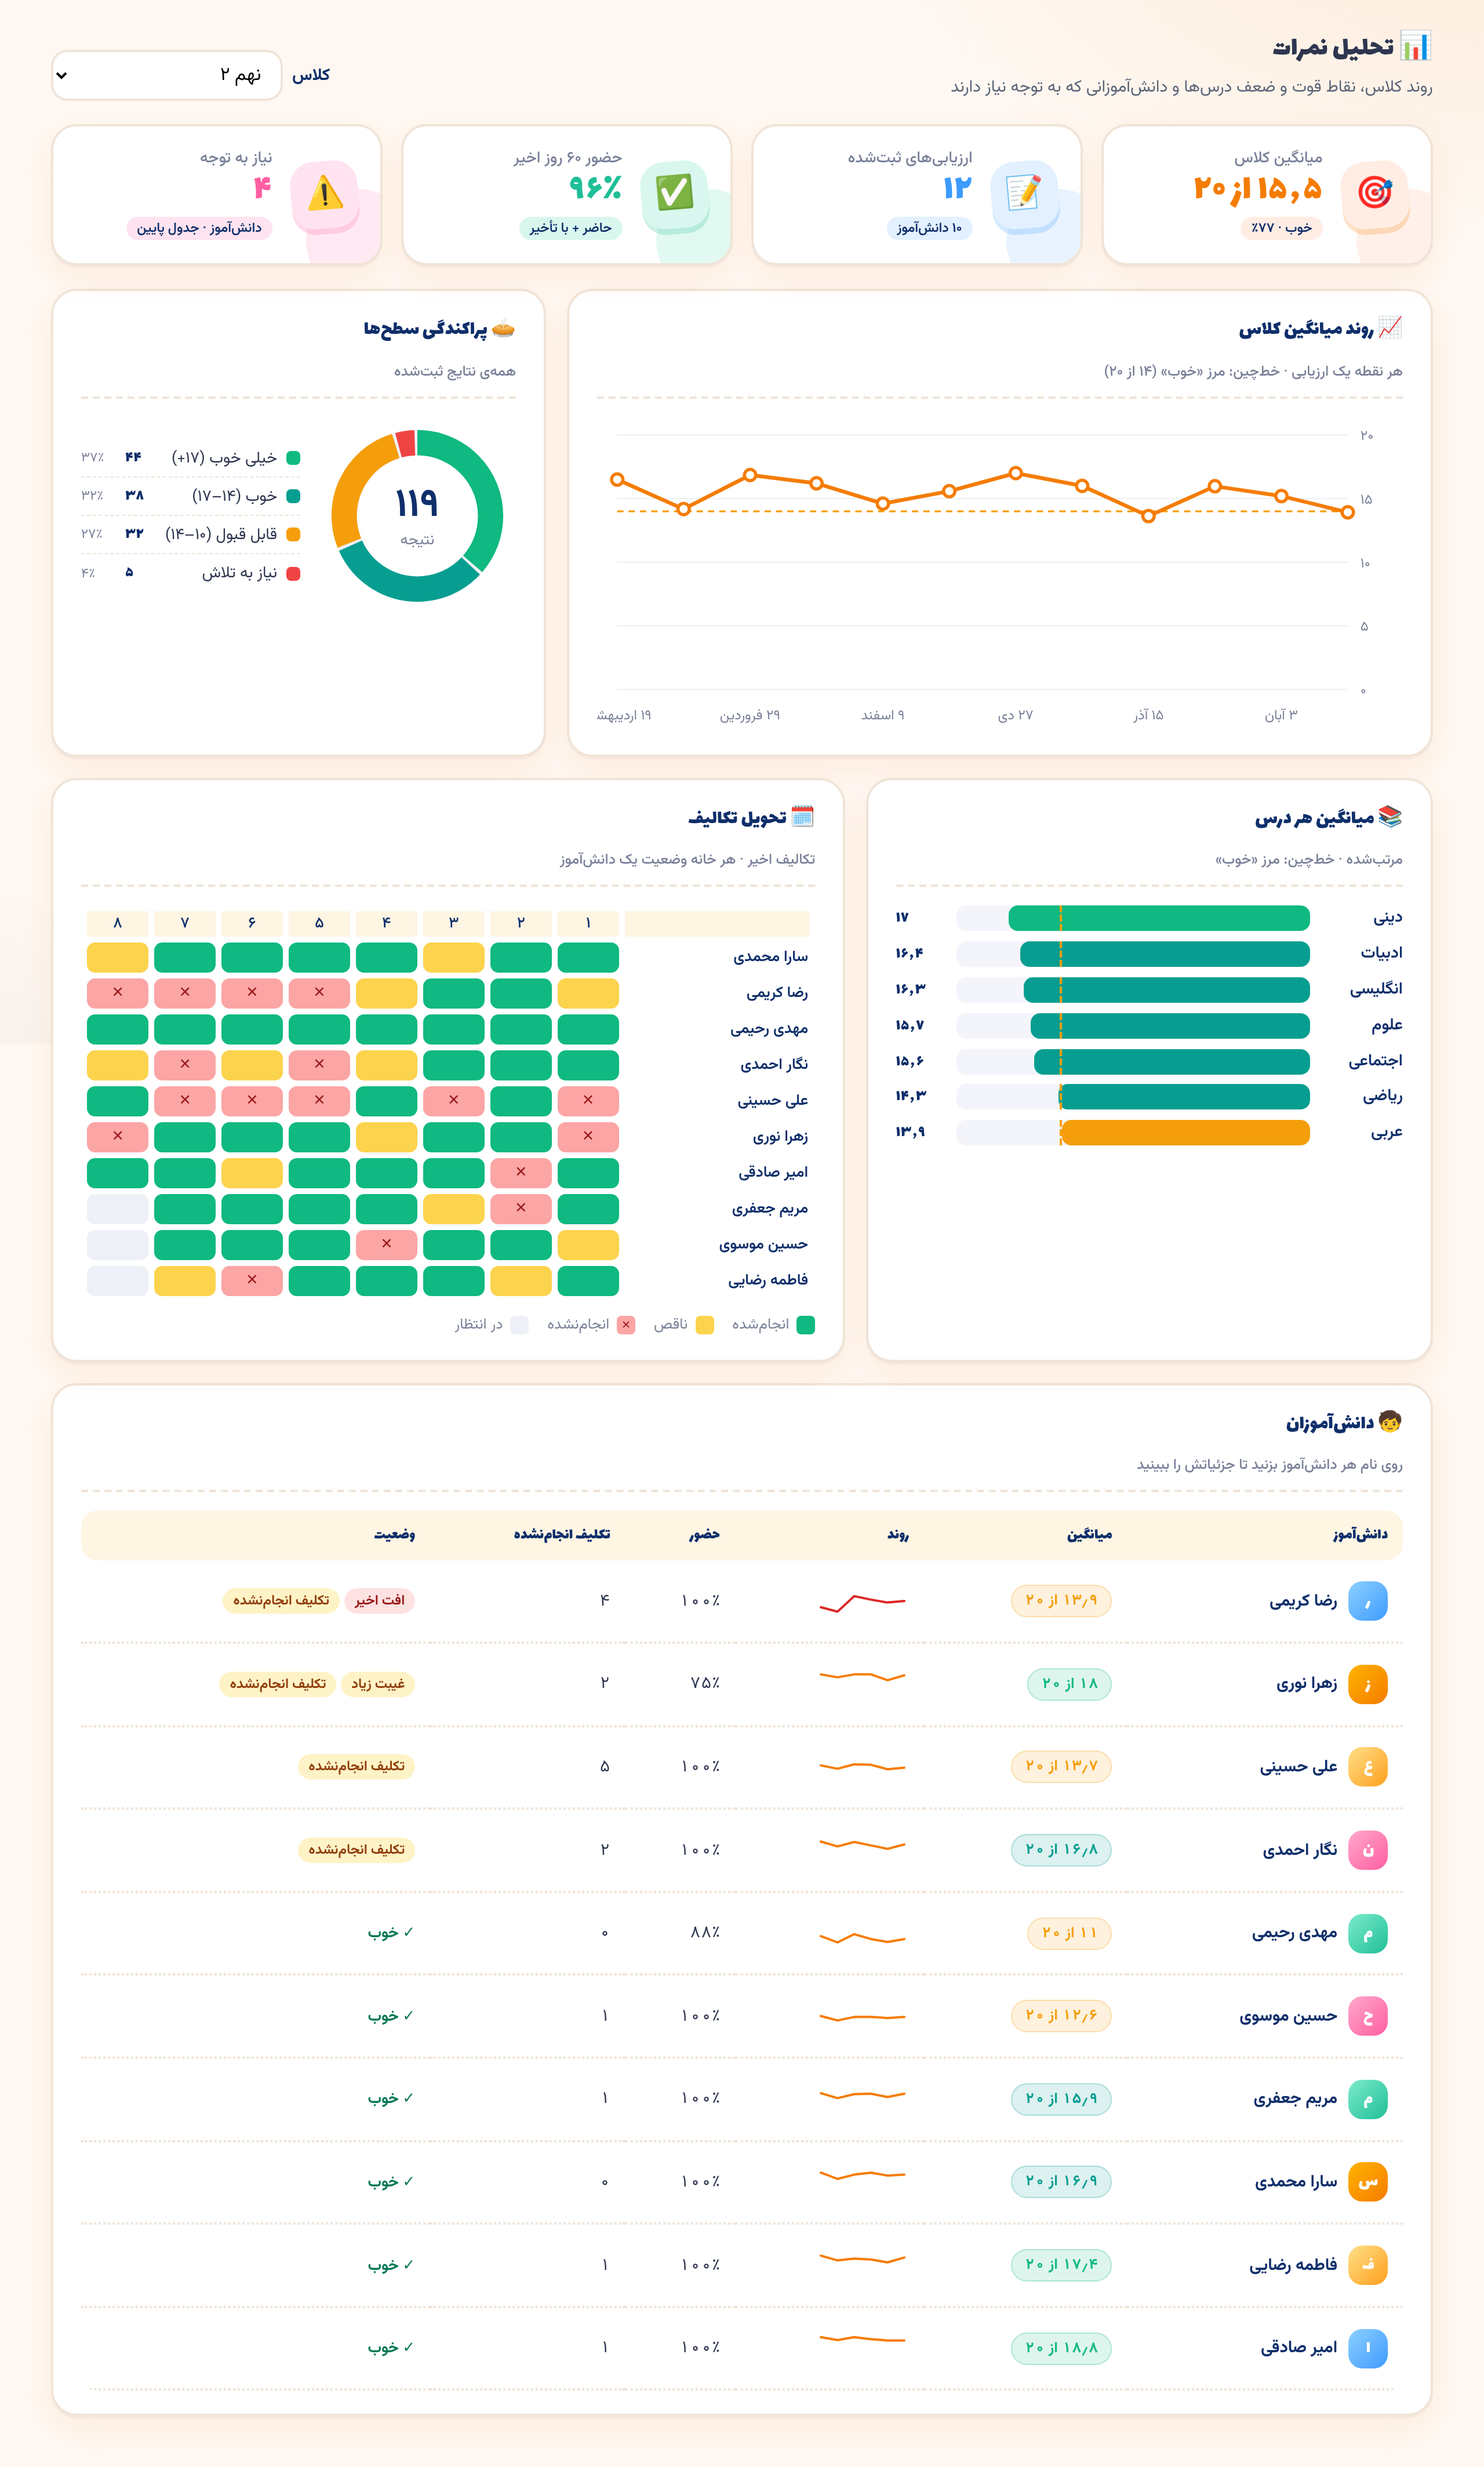 📊 تحلیل نمرات
روند کلاس، نقاط قوت و ضعف درس‌ها و دانش‌آموزانی که به توجه نیاز دارند
کلاس
نهم ۲
میانگین کلاس
۱۵٫۵ از ۲۰
خوب · ۷۷٪
ارزیابی‌های ثبت‌شده
۱۲
۱۰ دانش‌آموز
حضور ۶۰ روز اخیر
۹۶٪
حاضر + با تأخیر
نیاز به توجه
۴
دانش‌آموز · جدول پایین
📈 روند میانگین کلاس
هر نقطه یک ارزیابی · خط‌چین: مرز «خوب» (۱۴ از ۲۰)
۲۰
۱۵
۱۰
۵
۰
۳ آبان
۱۵ آذر
۲۷ دی
۹ اسفند
۲۹ فروردین
۱۹ اردیبهش
🥧 پراکندگی سطح‌ها
همه‌ی نتایج ثبت‌شده
۱۱۹
نتیجه
خیلی خوب (۱۷+) ۴۴ ۳۷٪
خوب (۱۴–۱۷) ۳۸ ۳۲٪
قابل قبول (۱۰–۱۴) ۳۲ ۲۷٪
نیاز به تلاش ۵ ۴٪
📚 میانگین هر درس
مرتب‌شده · خط‌چین: مرز «خوب»
دینی ۱۷
ادبیات ۱۶٫۴
انگلیسی ۱۶٫۳
علوم ۱۵٫۷
اجتماعی ۱۵٫۶
ریاضی ۱۴٫۳
عربی ۱۳٫۹
🗓️ تحویل تکالیف
تکالیف اخیر · هر خانه وضعیت یک دانش‌آموز
۱ ۲ ۳ ۴ ۵ ۶ ۷ ۸
سارا محمدی
رضا کریمی × × × ×
مهدی رحیمی
نگار احمدی × ×
علی حسینی × × × × ×
زهرا نوری × ×
امیر صادقی ×
مریم جعفری ×
حسین موسوی ×
فاطمه رضایی ×
انجام‌شده ناقص × انجام‌نشده در انتظار
🧒 دانش‌آموزان
روی نام هر دانش‌آموز بزنید تا جزئیاتش را ببینید
دانش‌آموز میانگین روند حضور تکلیف انجام‌نشده وضعیت
ر رضا کریمی ۱۳٫۹ از ۲۰ ۱۰۰٪ ۴ افت اخیر تکلیف انجام‌نشده
ز زهرا نوری ۱۸ از ۲۰ ۷۵٪ ۲ غیبت زیاد تکلیف انجام‌نشده
ع علی حسینی ۱۳٫۷ از ۲۰ ۱۰۰٪ ۵ تکلیف انجام‌نشده
ن نگار احمدی ۱۶٫۸ از ۲۰ ۱۰۰٪ ۲ تکلیف انجام‌نشده
م مهدی رحیمی ۱۱ از ۲۰ ۸۸٪ ۰ ✓ خوب
ح حسین موسوی ۱۲٫۶ از ۲۰ ۱۰۰٪ ۱ ✓ خوب
م مریم جعفری ۱۵٫۹ از ۲۰ ۱۰۰٪ ۱ ✓ خوب
س سارا محمدی ۱۶٫۹ از ۲۰ ۱۰۰٪ ۰ ✓ خوب
ف فاطمه رضایی ۱۷٫۴ از ۲۰ ۱۰۰٪ ۱ ✓ خوب
ا امیر صادقی ۱۸٫۸ از ۲۰ ۱۰۰٪ ۱ ✓ خوب